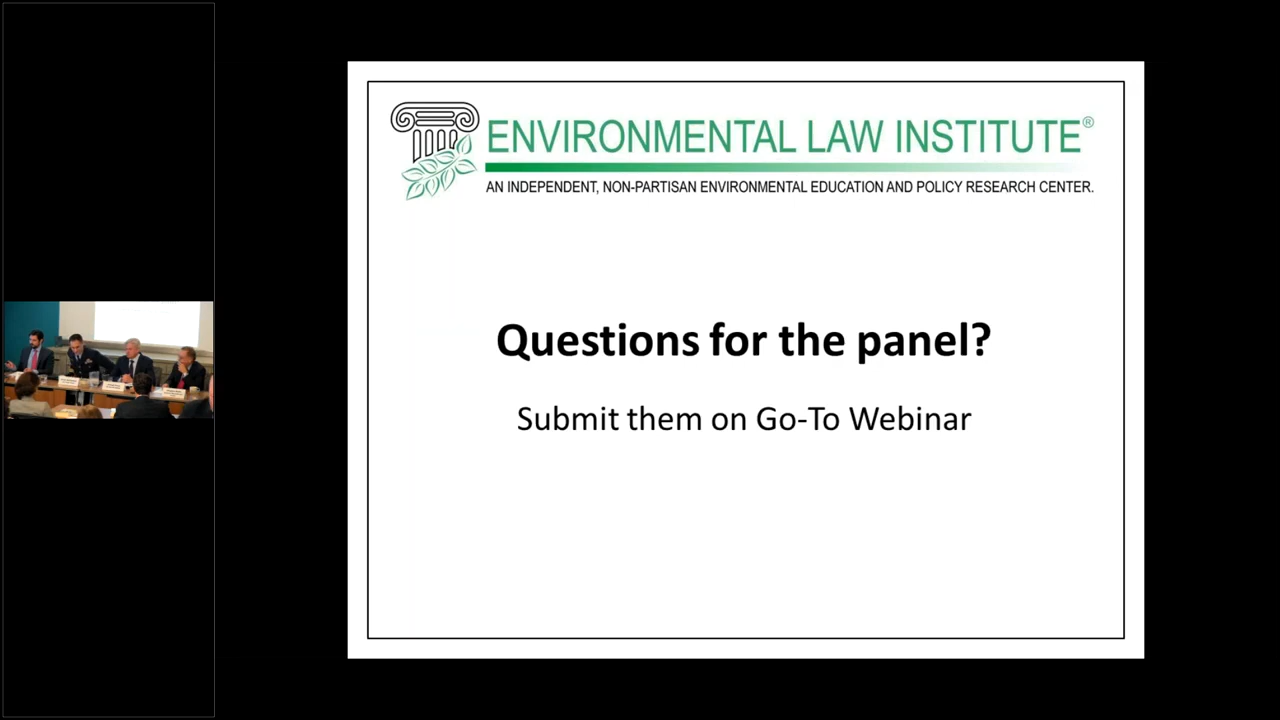 ENVIRONMENTAL LAW INSTITUTE®
AN INDEPENDENT, NON-PARTISAN ENVIRONMENTAL EDUCATION AND POLICY RESEARCH CENTER.
Questions for the panel?
Submit them on Go-To Webinar